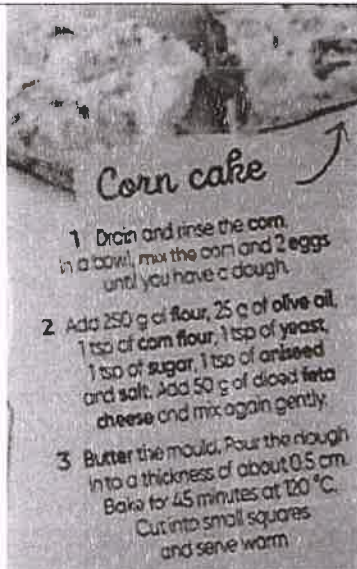 Corn cake
1 Drain and rinse the corn,
in a bowl, mix the corn and 2 eggs
until you have a dough.
2 Add 250 g of flour, 25 g of olive oil,
1 tsp of corn flour, 1 tsp of yeast,
1 tsp of sugar, 1 tsp of aniseed
and salt. Add 50 g of diced feta
cheese and mix again gently.
3 Butter the mould. Pour the dough
into a thickness of about 0.5 cm.
Bake for 45 minutes at 120 °C.
Cut into small squares
and serve warm